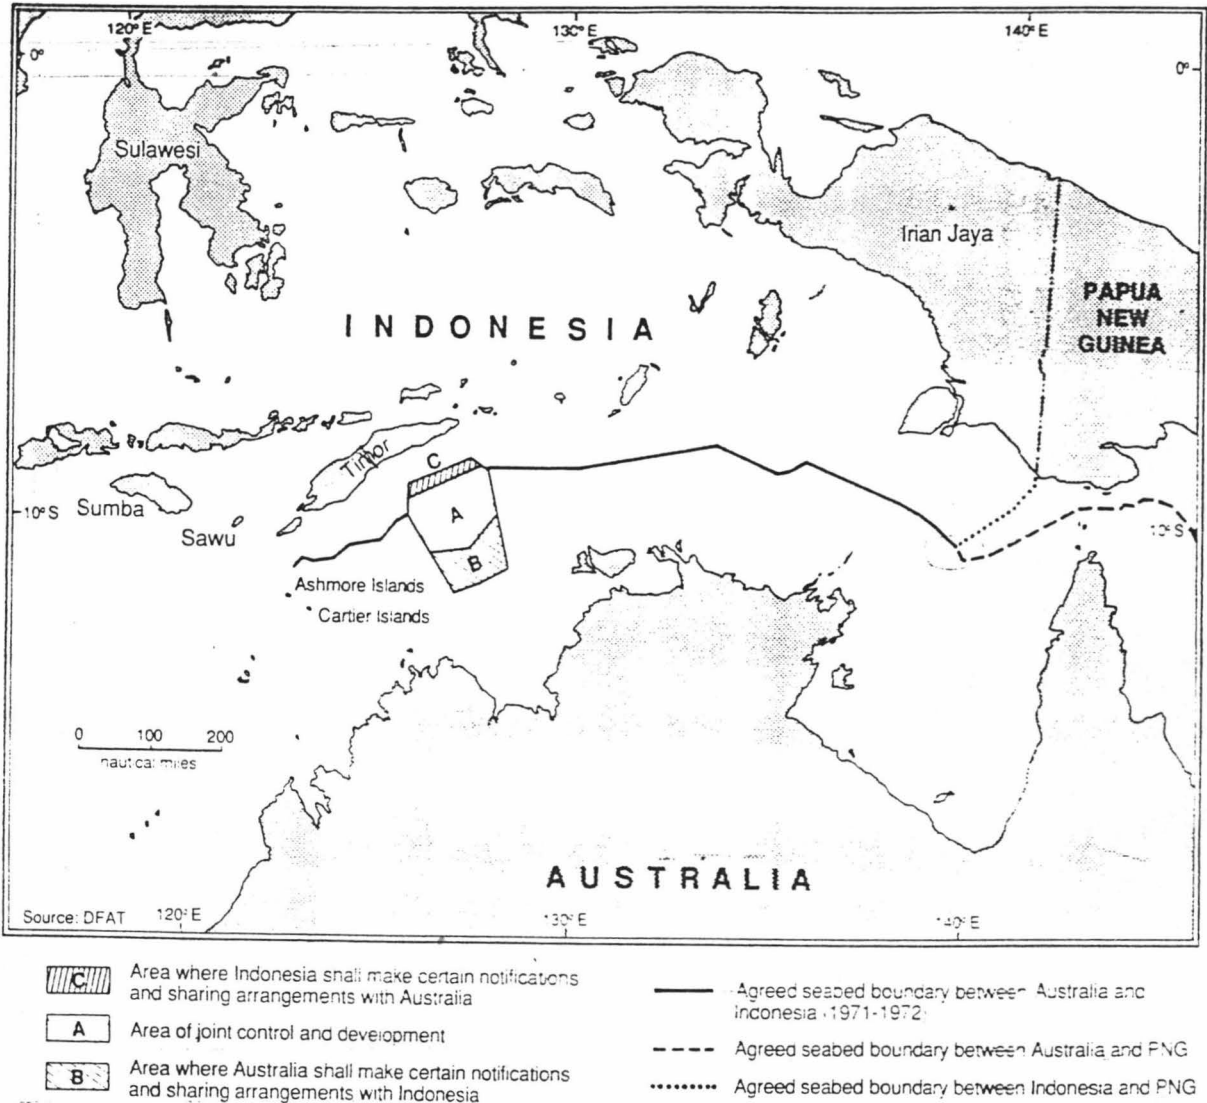 120° E
130° E
140° E
0°
0°
Sulawesi
Irian Jaya
PAPUA
NEW
GUINEA
INDONESIA
Timor
C
10° S
Sumba
Sawu
A
B
10° S
Ashmore Islands
Cartier Islands
0 100 200
nautical miles
AUSTRALIA
Source: DFAT
120° E
130° E
140° E
C
Area where Indonesia shall make certain notifications
and sharing arrangements with Australia
A
Area of joint control and development
B
Area where Australia shall make certain notifications
and sharing arrangements with Indonesia
Agreed seabed boundary between Australia and
Indonesia (1971-1972)
Agreed seabed boundary between Australia and PNG
Agreed seabed boundary between Indonesia and PNG